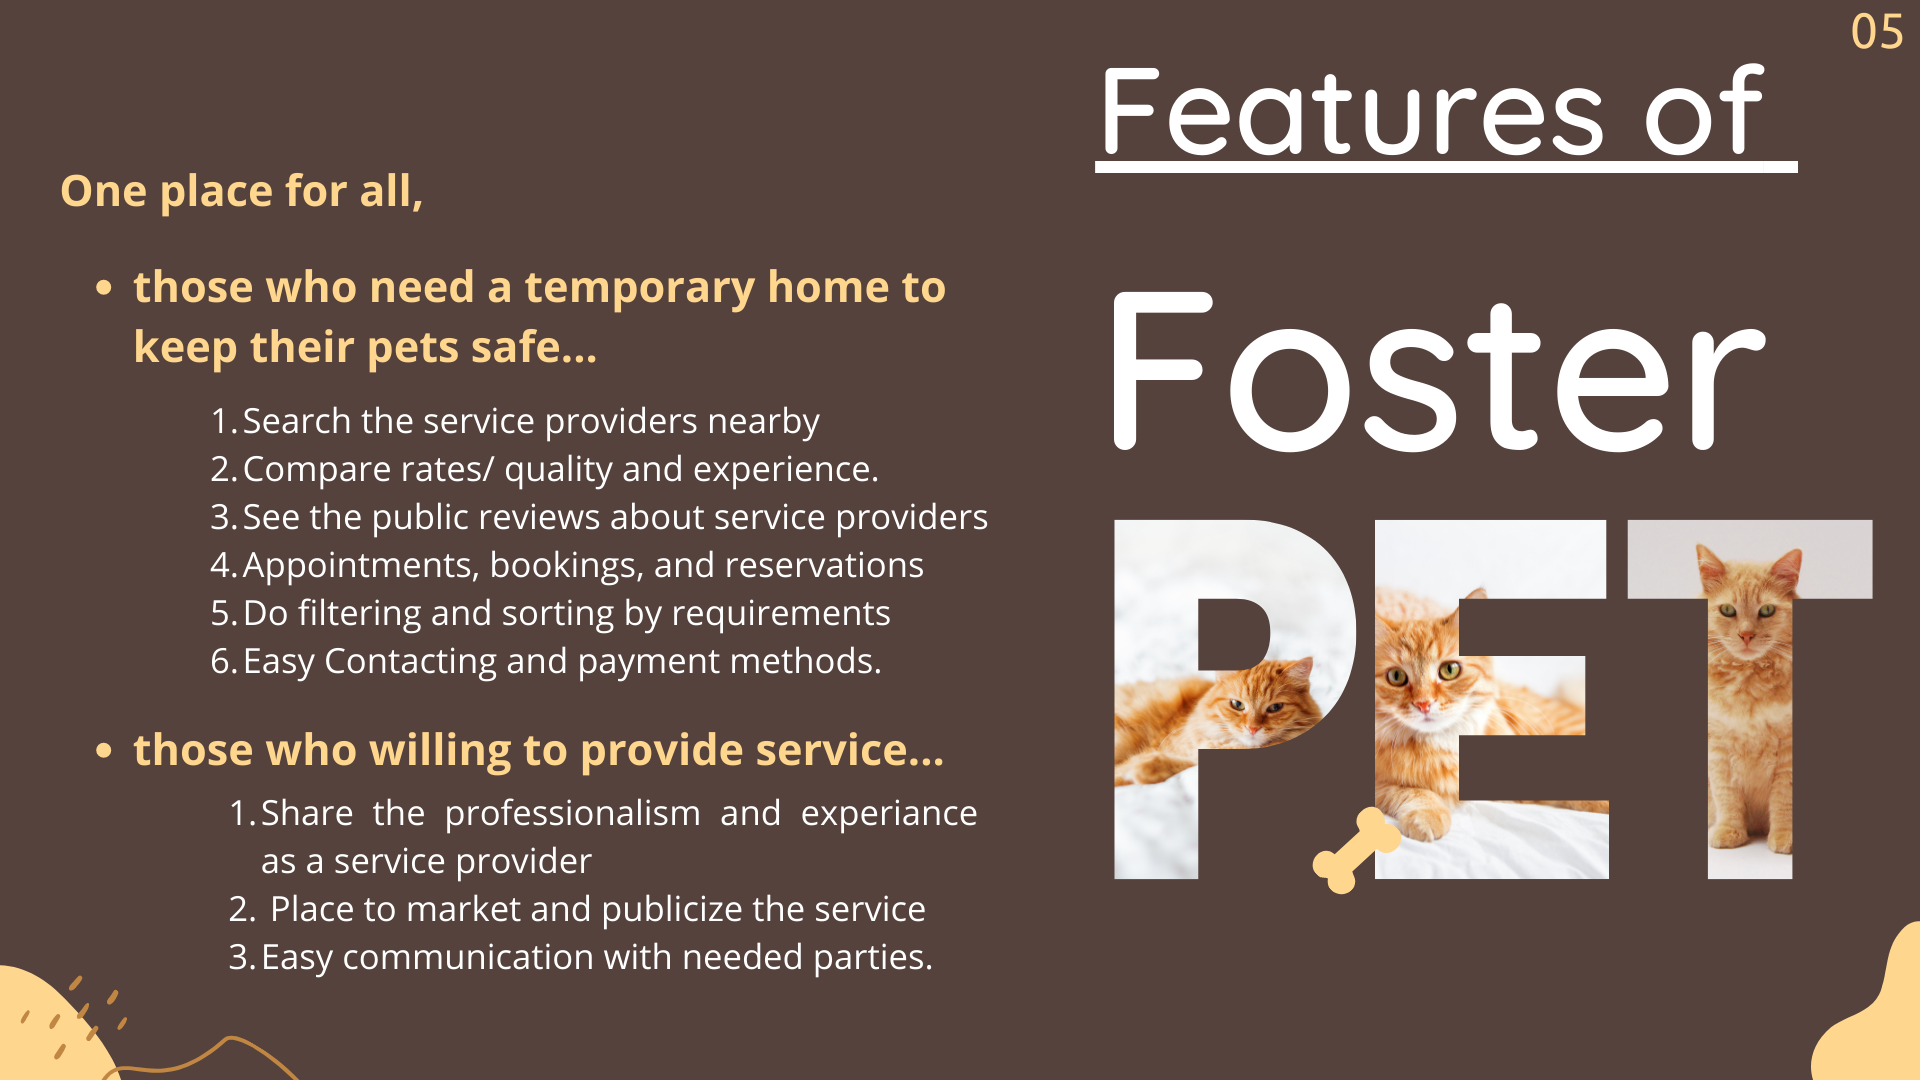 05
Features of
Foster
PET
One place for all,
• those who need a temporary home to
keep their pets safe...
1. Search the service providers nearby
2. Compare rates/ quality and experience.
3. See the public reviews about service providers
4. Appointments, bookings, and reservations
5. Do filtering and sorting by requirements
6. Easy Contacting and payment methods.
• those who willing to provide service...
1. Share the professionalism and experiance
as a service provider
2. Place to market and publicize the service
3. Easy communication with needed parties.